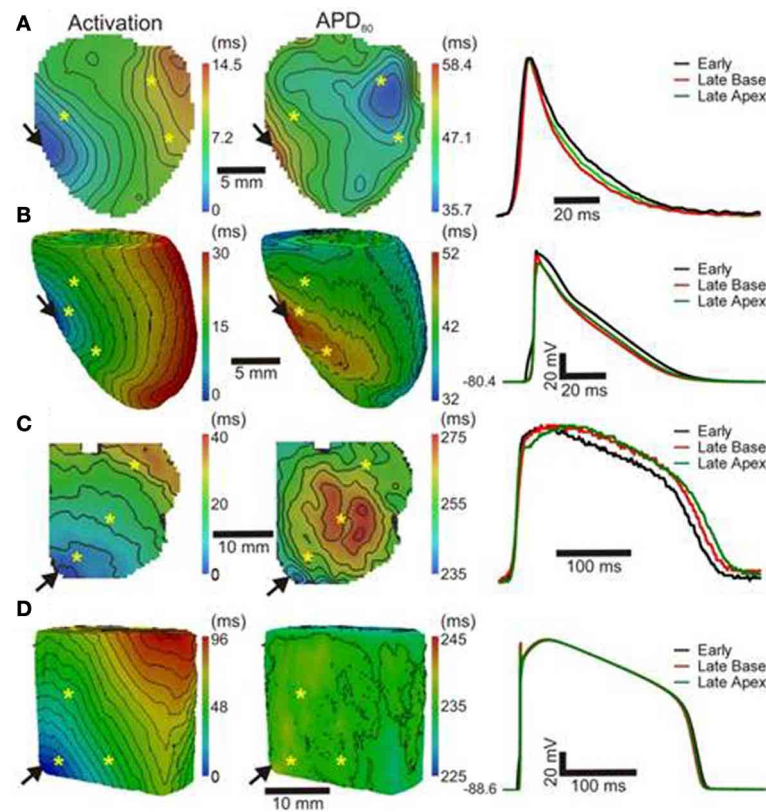 A
Activation
APD80
(ms)
14.5
7.2
0
5 mm
(ms)
58.4
47.1
35.7
Early
Late Base
Late Apex
20 ms
B
(ms)
30
15
0
5 mm
(ms)
52
42
32
Early
Late Base
Late Apex
-80.4
20 mV
20 ms
C
(ms)
40
20
0
10 mm
(ms)
275
255
235
Early
Late Base
Late Apex
100 ms
D
(ms)
96
48
0
10 mm
(ms)
245
235
225
Early
Late Base
Late Apex
-88.6
20 mV
100 ms